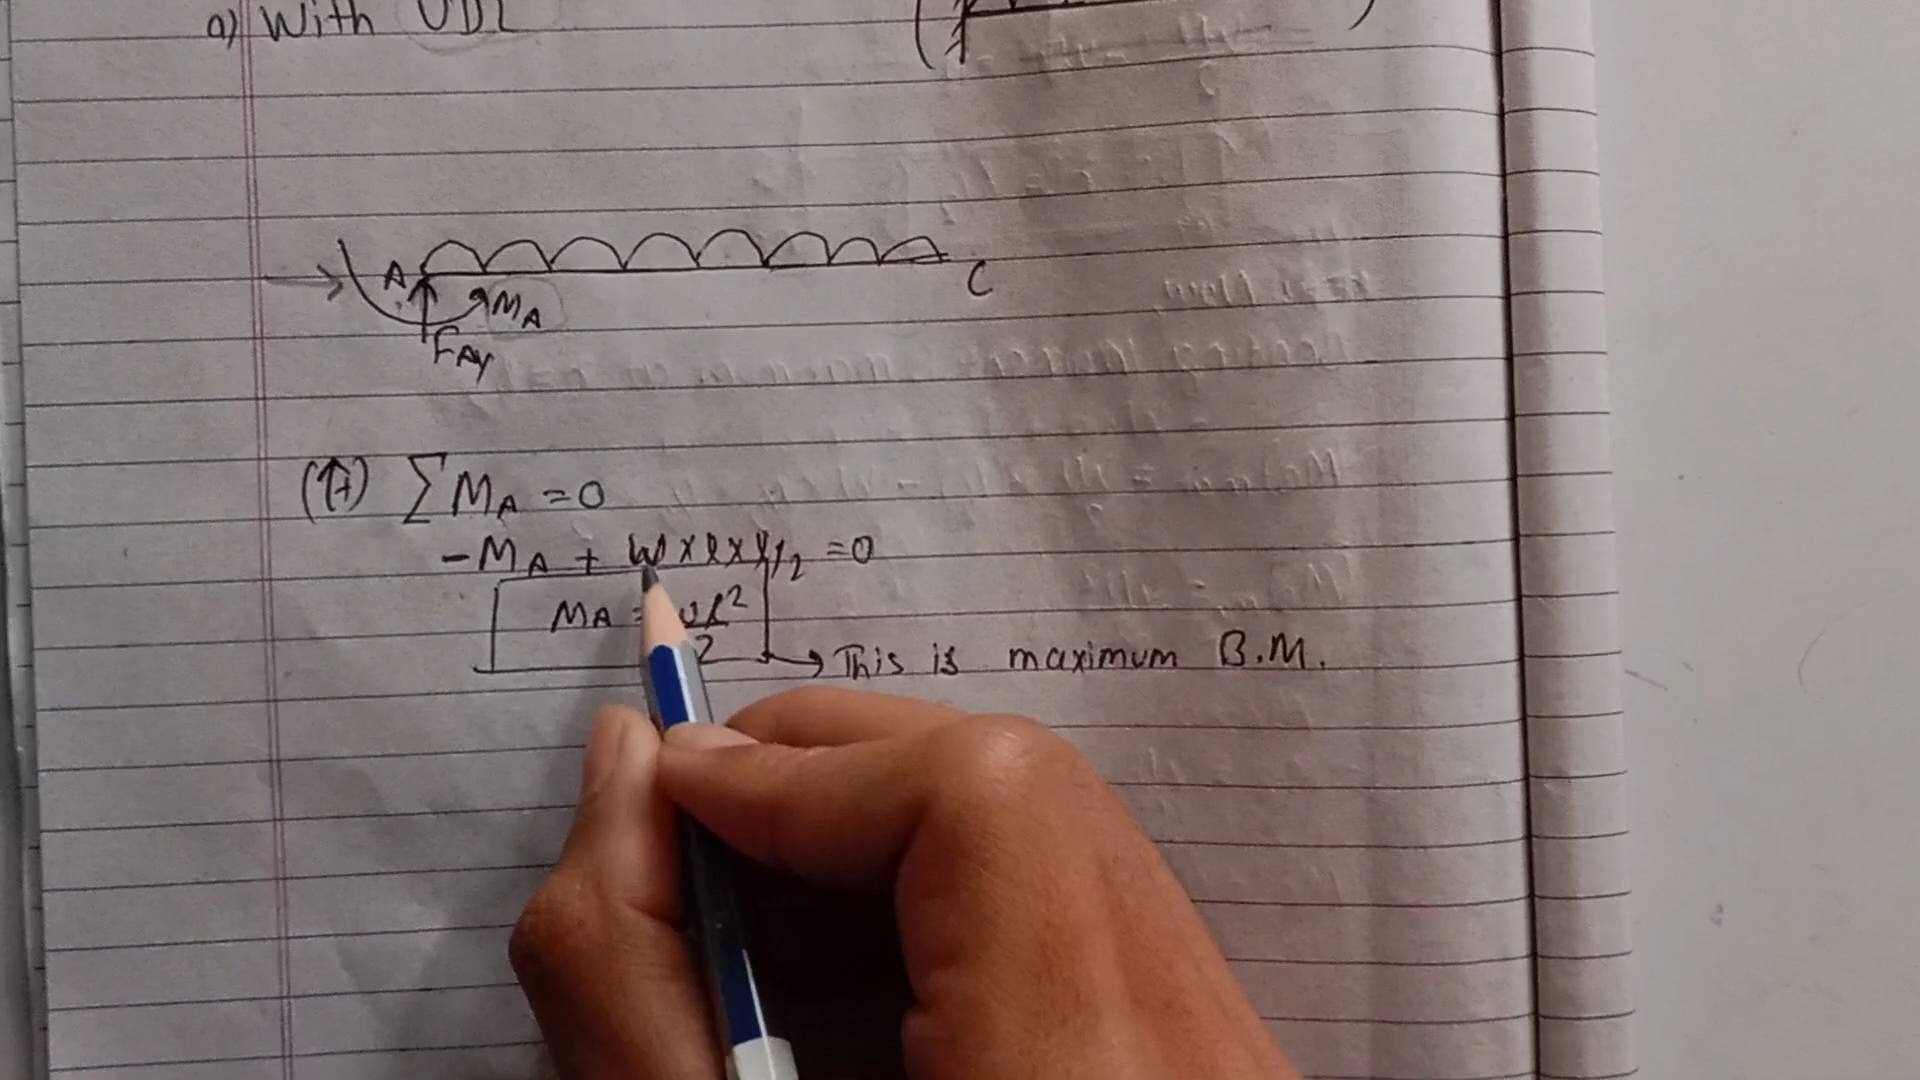 a) With UDL
A C
MA
FAy
(+) ΣMA = 0
-MA + w×l×l/2 = 0
MA = wl²/2
This is maximum B.M.